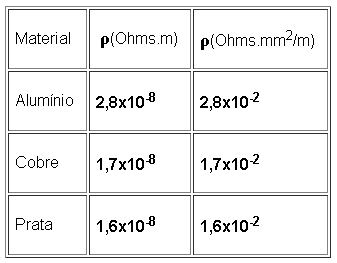 Material ρ(Ohms.m) ρ(Ohms.mm²/m)
Alumínio 2,8x10⁻⁸ 2,8x10⁻²
Cobre 1,7x10⁻⁸ 1,7x10⁻²
Prata 1,6x10⁻⁸ 1,6x10⁻²